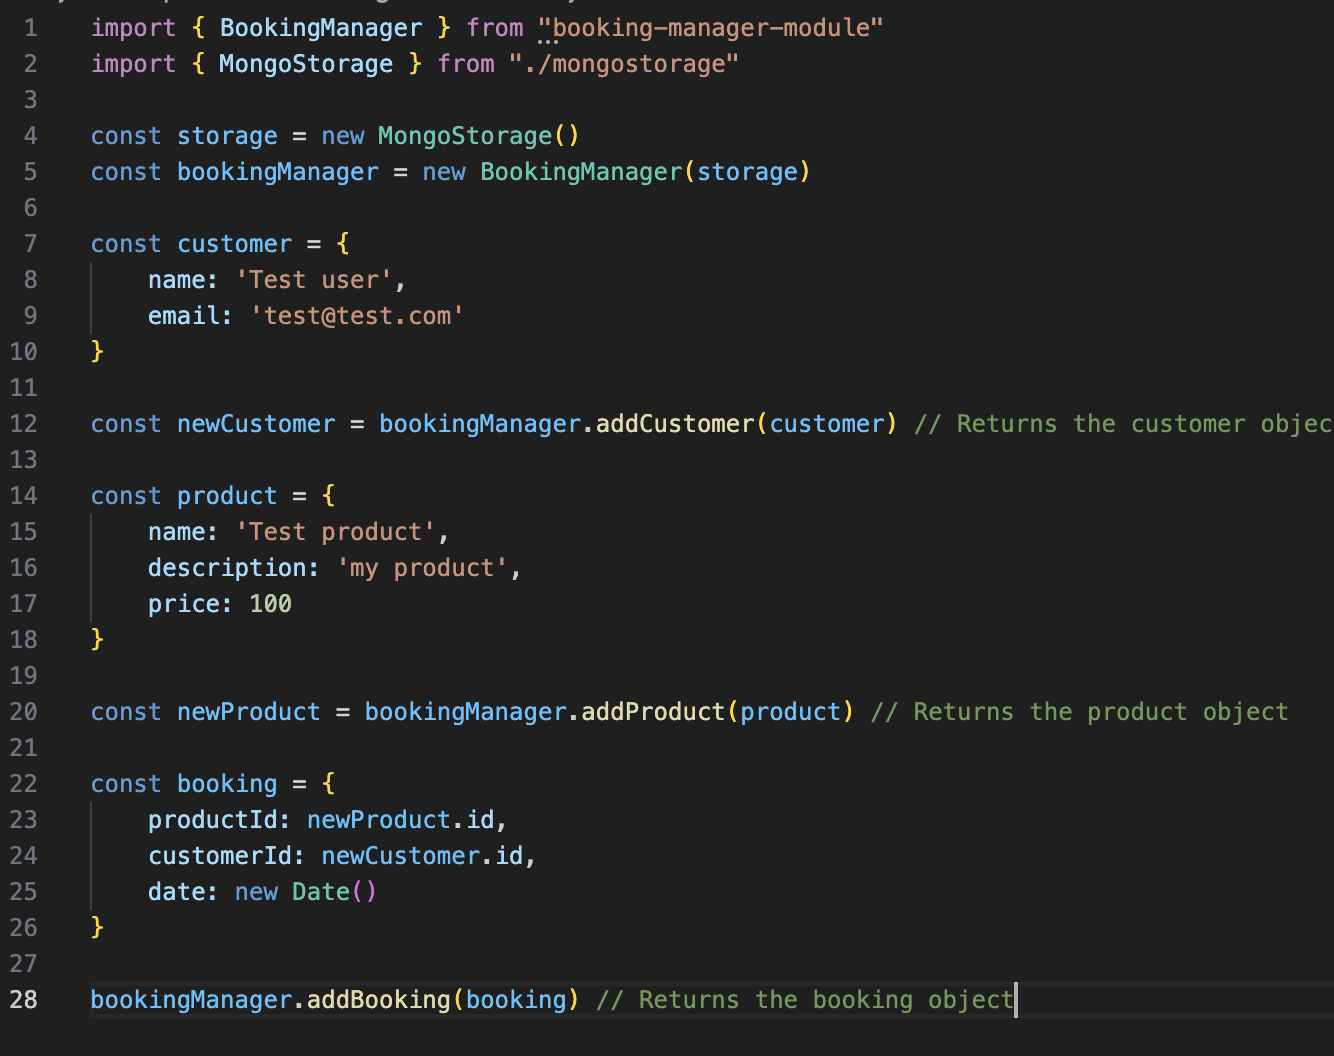 1 import { BookingManager } from "booking-manager-module"
2 import { MongoStorage } from "./mongostorage"
3
4 const storage = new MongoStorage()
5 const bookingManager = new BookingManager(storage)
6
7 const customer = {
8 name: 'Test user',
9 email: 'test@test.com'
10 }
11
12 const newCustomer = bookingManager.addCustomer(customer) // Returns the customer objec
13
14 const product = {
15 name: 'Test product',
16 description: 'my product',
17 price: 100
18 }
19
20 const newProduct = bookingManager.addProduct(product) // Returns the product object
21
22 const booking = {
23 productId: newProduct.id,
24 customerId: newCustomer.id,
25 date: new Date()
26 }
27
28 bookingManager.addBooking(booking) // Returns the booking object